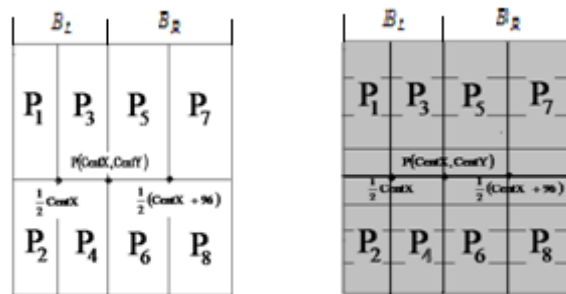 B_L B_R
P_1 P_3 P_5 P_7
P(CentX, CentY)
1/2 CentX 1/2 (CentX + 96)
P_2 P_4 P_6 P_8
B_L B_R
P_1 P_3 P_5 P_7
P(CentX, CentY)
1/2 CentX 1/2 (CentX + 96)
P_2 P_4 P_6 P_8